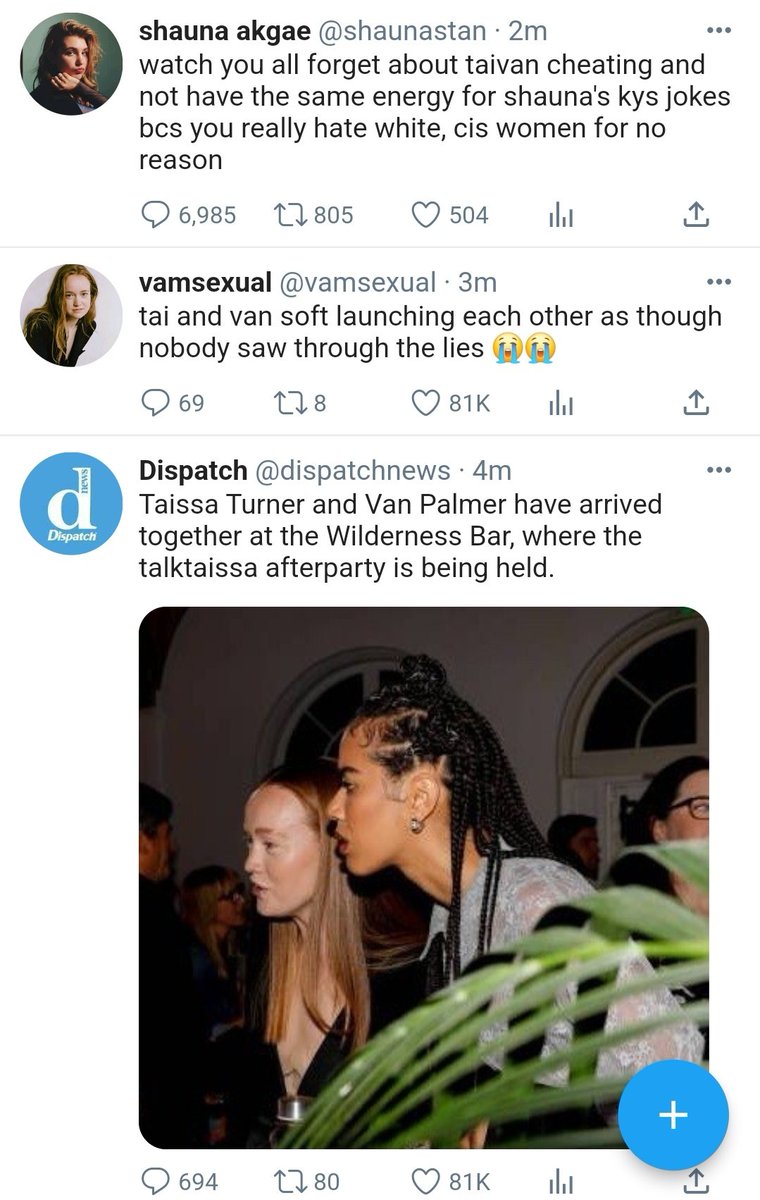 shauna akgae @shaunastan · 2m
watch you all forget about taivan cheating and
not have the same energy for shauna's kys jokes
bcs you really hate white, cis women for no
reason
6,985 805 504
vamsexual @vamsexual · 3m
tai and van soft launching each other as though
nobody saw through the lies 😭😭
69 8 81K
d news
Dispatch
Dispatch @dispatchnews · 4m
Taissa Turner and Van Palmer have arrived
together at the Wilderness Bar, where the
talktaissa afterparty is being held.
694 80 81K